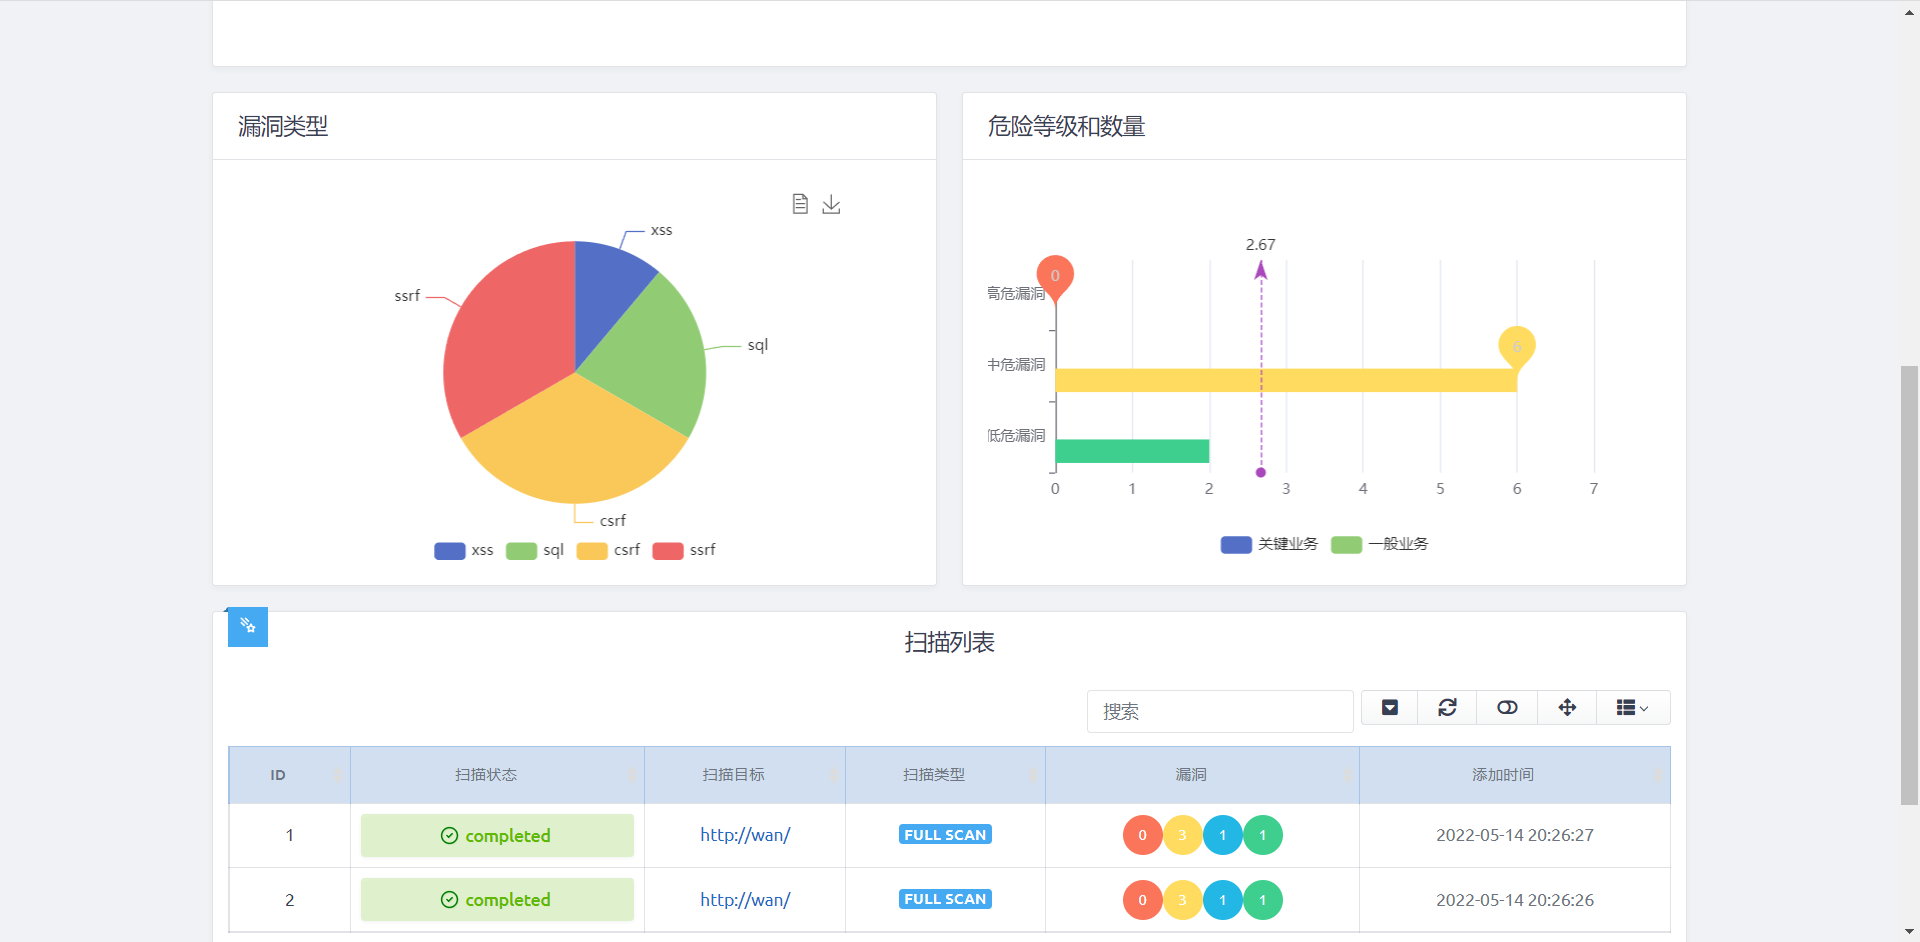 漏洞类型
xss
ssrf
sql
csrf
xss sql csrf ssrf
危险等级和数量
2.67
0
高危漏洞
6
中危漏洞
低危漏洞
0 1 2 3 4 5 6 7
关键业务 一般业务
扫描列表
搜索
ID 扫描状态 扫描目标 扫描类型 漏洞 添加时间
1 completed http://wan/ FULL SCAN 0 3 1 1 2022-05-14 20:26:27
2 completed http://wan/ FULL SCAN 0 3 1 1 2022-05-14 20:26:26